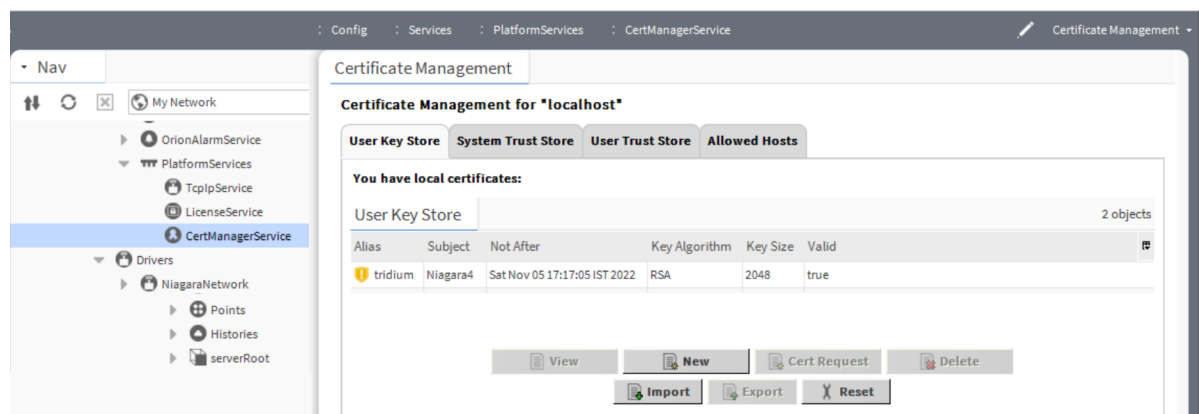 : Config : Services : PlatformServices : CertManagerService Certificate Management
Nav
My Network
OrionAlarmService
PlatformServices
TcpIpService
LicenseService
CertManagerService
Drivers
NiagaraNetwork
Points
Histories
serverRoot
Certificate Management
Certificate Management for "localhost"
User Key Store System Trust Store User Trust Store Allowed Hosts
You have local certificates:
User Key Store 2 objects
Alias Subject Not After Key Algorithm Key Size Valid
tridium Niagara4 Sat Nov 05 17:17:05 IST 2022 RSA 2048 true
View New Cert Request Delete
Import Export Reset